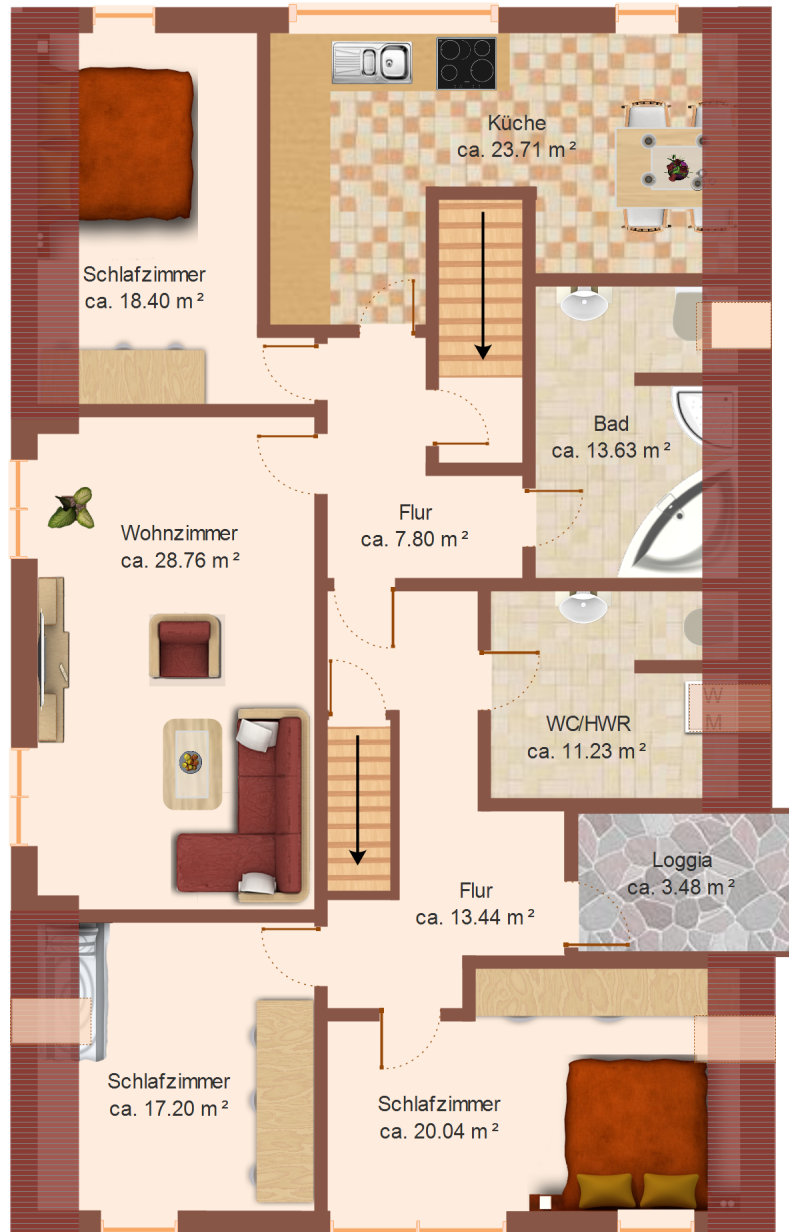 Küche
ca. 23.71 m²
Schlafzimmer
ca. 18.40 m²
Bad
ca. 13.63 m²
Flur
ca. 7.80 m²
Wohnzimmer
ca. 28.76 m²
W
M
WC/HWR
ca. 11.23 m²
Loggia
ca. 3.48 m²
Flur
ca. 13.44 m²
Schlafzimmer
ca. 17.20 m²
Schlafzimmer
ca. 20.04 m²